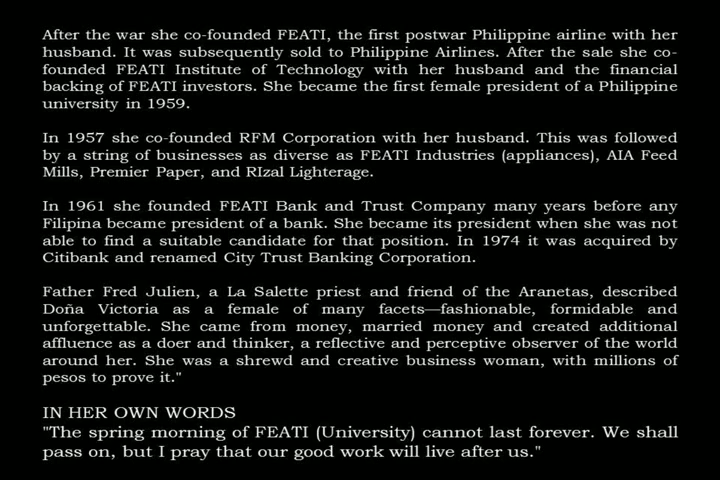 After the war she co-founded FEATI, the first postwar Philippine airline with her
husband. It was subsequently sold to Philippine Airlines. After the sale she co-
founded FEATI Institute of Technology with her husband and the financial
backing of FEATI investors. She became the first female president of a Philippine
university in 1959.
In 1957 she co-founded RFM Corporation with her husband. This was followed
by a string of businesses as diverse as FEATI Industries (appliances), AIA Feed
Mills, Premier Paper, and RIzal Lighterage.
In 1961 she founded FEATI Bank and Trust Company many years before any
Filipina became president of a bank. She became its president when she was not
able to find a suitable candidate for that position. In 1974 it was acquired by
Citibank and renamed City Trust Banking Corporation.
Father Fred Julien, a La Salette priest and friend of the Aranetas, described
Doña Victoria as a female of many facets—fashionable, formidable and
unforgettable. She came from money, married money and created additional
affluence as a doer and thinker, a reflective and perceptive observer of the world
around her. She was a shrewd and creative business woman, with millions of
pesos to prove it."
IN HER OWN WORDS
"The spring morning of FEATI (University) cannot last forever. We shall
pass on, but I pray that our good work will live after us."